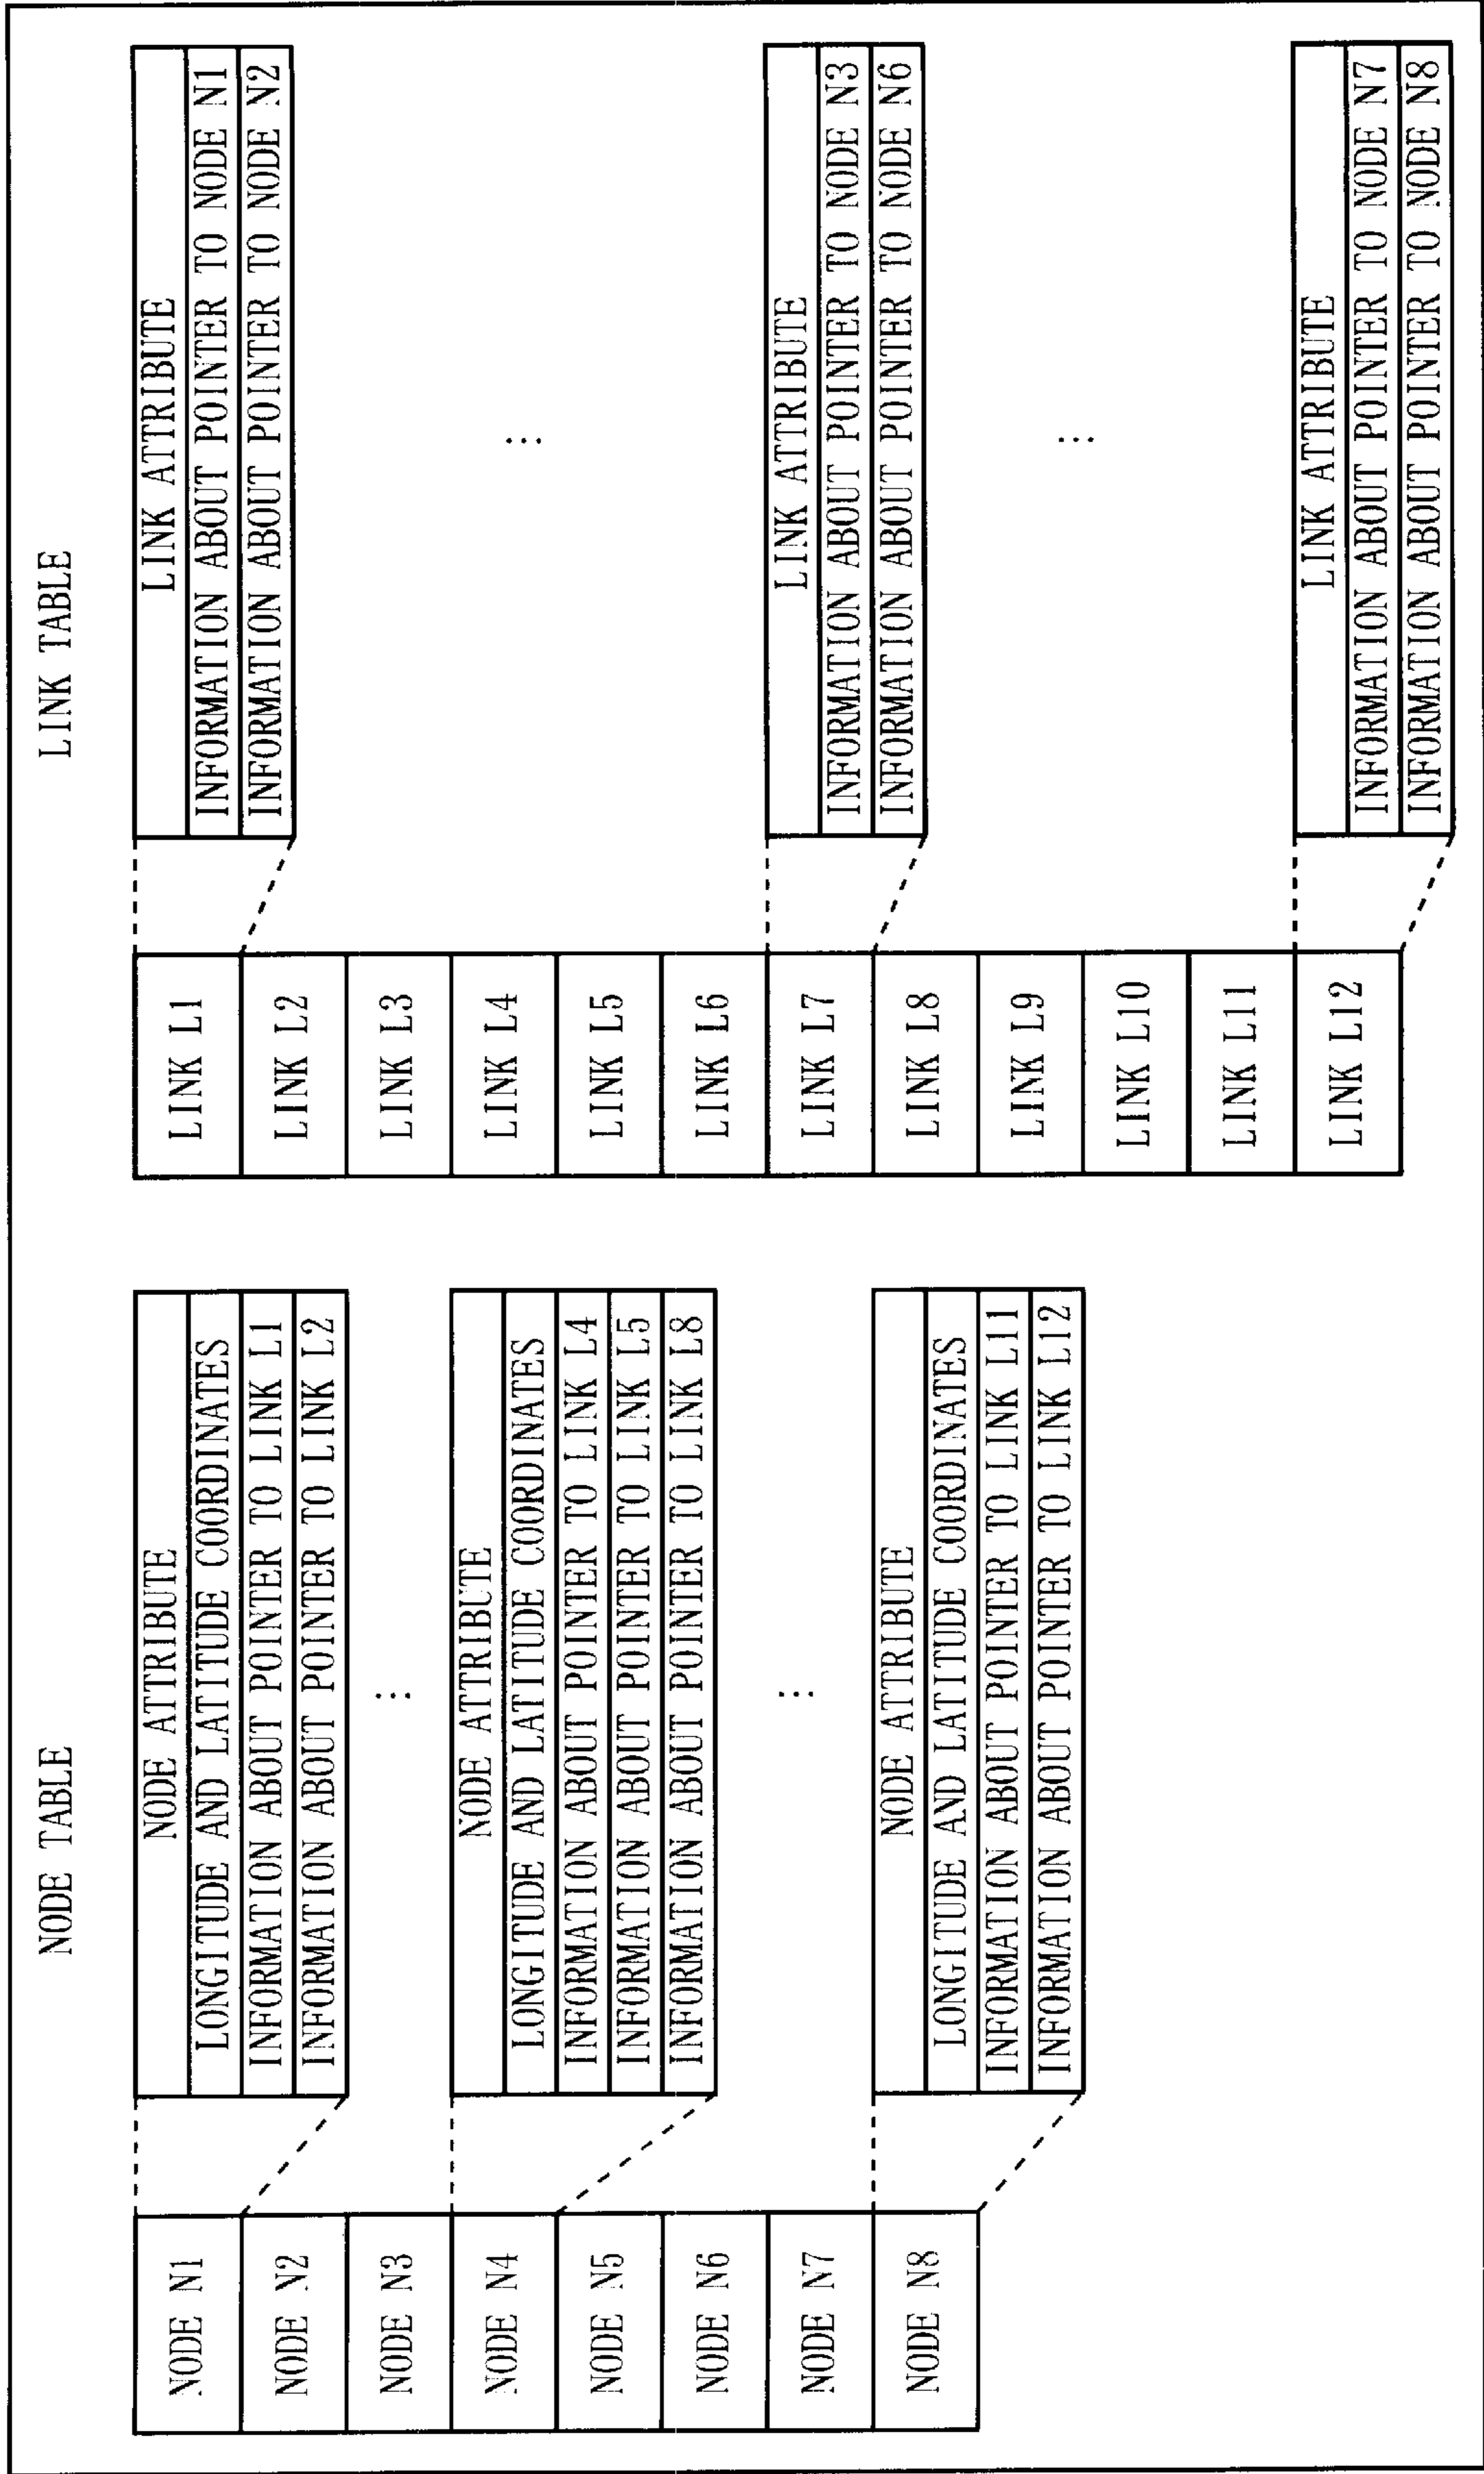 NODE TABLE
NODE N1
NODE N2
NODE N3
NODE N4
NODE N5
NODE N6
NODE N7
NODE N8
NODE ATTRIBUTE
LONGITUDE AND LATITUDE COORDINATES
INFORMATION ABOUT POINTER TO LINK L1
INFORMATION ABOUT POINTER TO LINK L2
...
NODE ATTRIBUTE
LONGITUDE AND LATITUDE COORDINATES
INFORMATION ABOUT POINTER TO LINK L4
INFORMATION ABOUT POINTER TO LINK L5
INFORMATION ABOUT POINTER TO LINK L8
...
NODE ATTRIBUTE
LONGITUDE AND LATITUDE COORDINATES
INFORMATION ABOUT POINTER TO LINK L11
INFORMATION ABOUT POINTER TO LINK L12
LINK TABLE
LINK L1
LINK L2
LINK L3
LINK L4
LINK L5
LINK L6
LINK L7
LINK L8
LINK L9
LINK L10
LINK L11
LINK L12
LINK ATTRIBUTE
INFORMATION ABOUT POINTER TO NODE N1
INFORMATION ABOUT POINTER TO NODE N2
...
LINK ATTRIBUTE
INFORMATION ABOUT POINTER TO NODE N3
INFORMATION ABOUT POINTER TO NODE N6
...
LINK ATTRIBUTE
INFORMATION ABOUT POINTER TO NODE N7
INFORMATION ABOUT POINTER TO NODE N8